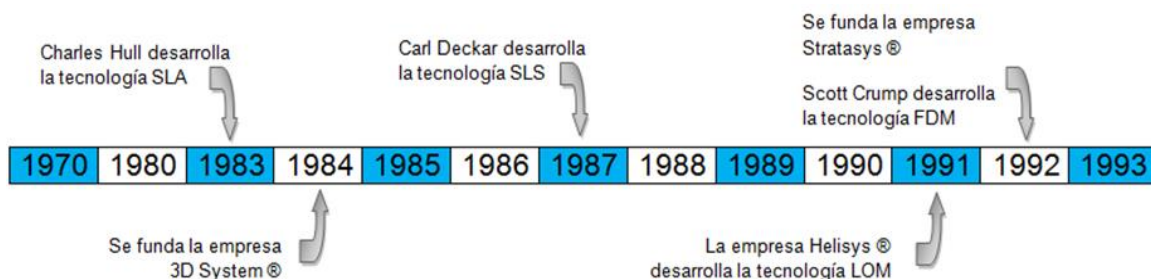 Charles Hull desarrolla
la tecnología SLA
Carl Deckar desarrolla
la tecnología SLS
Se funda la empresa
Stratasys ®
Scott Crump desarrolla
la tecnología FDM
1970 1980 1983 1984 1985 1986 1987 1988 1989 1990 1991 1992 1993
Se funda la empresa
3D System ®
La empresa Helisys ®
desarrolla la tecnología LOM